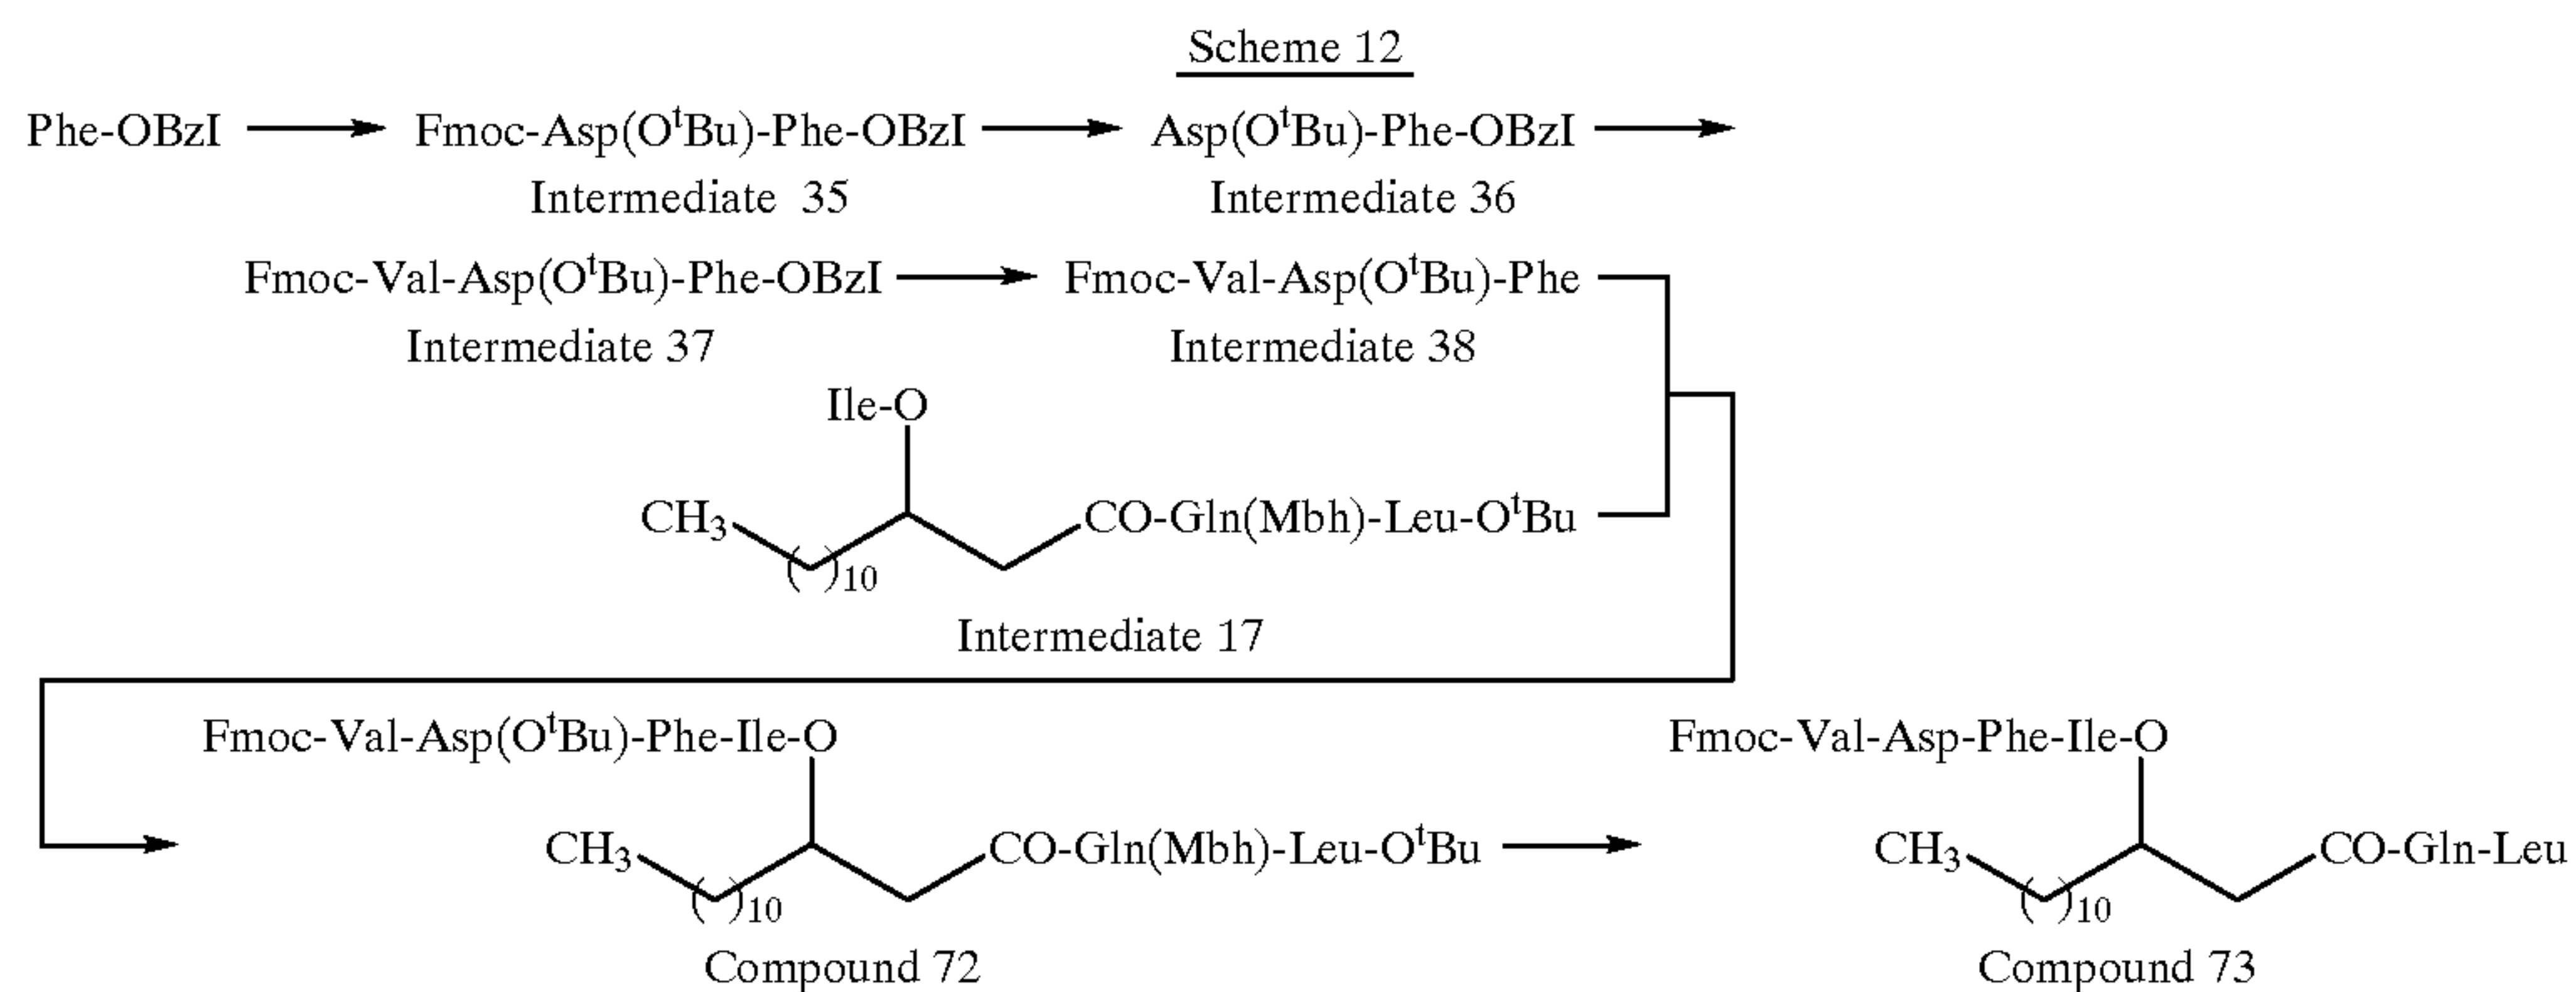 Scheme 12
Phe-OBzI Fmoc-Asp(OᵗBu)-Phe-OBzI Asp(OᵗBu)-Phe-OBzI
Intermediate 35 Intermediate 36
Fmoc-Val-Asp(OᵗBu)-Phe-OBzI Fmoc-Val-Asp(OᵗBu)-Phe
Intermediate 37 Intermediate 38
Ile-O
CH₃ ( )₁₀ CO-Gln(Mbh)-Leu-OᵗBu
Intermediate 17
Fmoc-Val-Asp(OᵗBu)-Phe-Ile-O Fmoc-Val-Asp-Phe-Ile-O
CH₃ ( )₁₀ CO-Gln(Mbh)-Leu-OᵗBu CH₃ ( )₁₀ CO-Gln-Leu
Compound 72 Compound 73